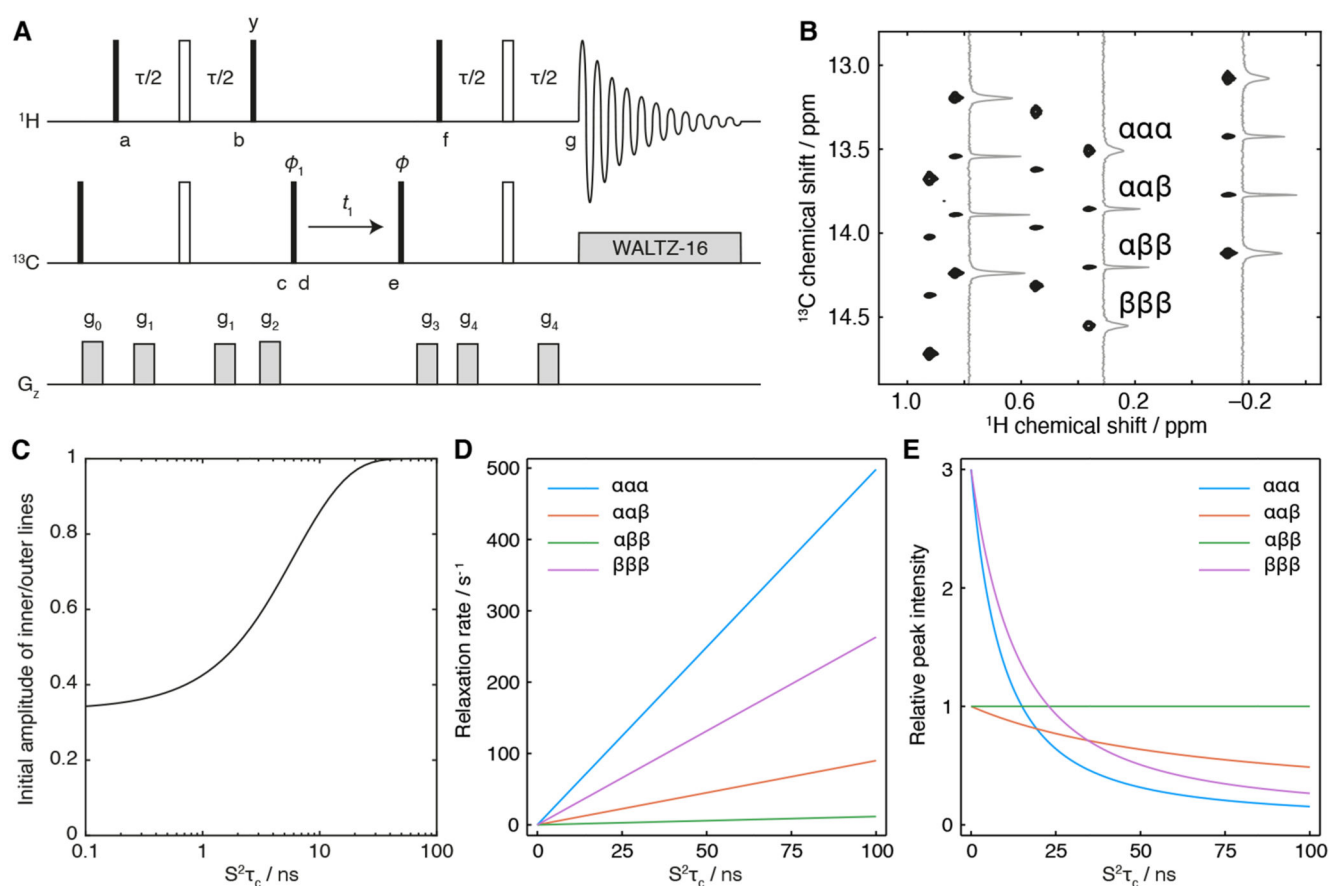 A
y
τ/2 τ/2 τ/2 τ/2
¹H
a b f g
ϕ₁ ϕ
t₁
WALTZ-16
¹³C
c d e
g₀ g₁ g₁ g₂ g₃ g₄ g₄
G_z
B
¹³C chemical shift / ppm
13.0
13.5
14.0
14.5
ααα
ααβ
αββ
βββ
1.0 0.6 0.2 −0.2
¹H chemical shift / ppm
C
Initial amplitude of inner/outer lines
1
0.8
0.6
0.4
0.2
0
0.1 1 10 100
S²τ_c / ns
D
Relaxation rate / s⁻¹
500
400
300
200
100
0
ααα
ααβ
αββ
βββ
0 25 50 75 100
S²τ_c / ns
E
Relative peak intensity
3
2
1
0
ααα
ααβ
αββ
βββ
0 25 50 75 100
S²τ_c / ns